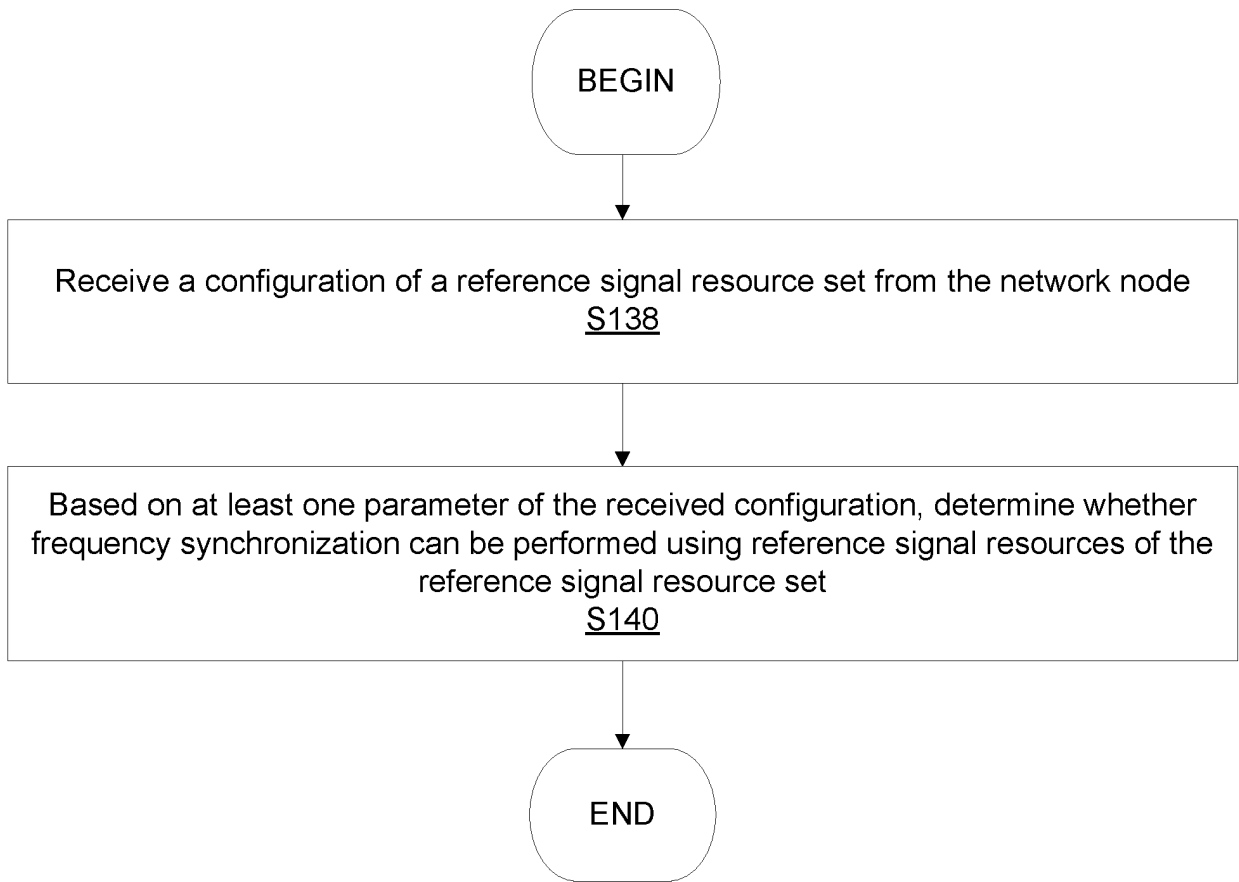 BEGIN
Receive a configuration of a reference signal resource set from the network node
S138
Based on at least one parameter of the received configuration, determine whether
frequency synchronization can be performed using reference signal resources of the
reference signal resource set
S140
END